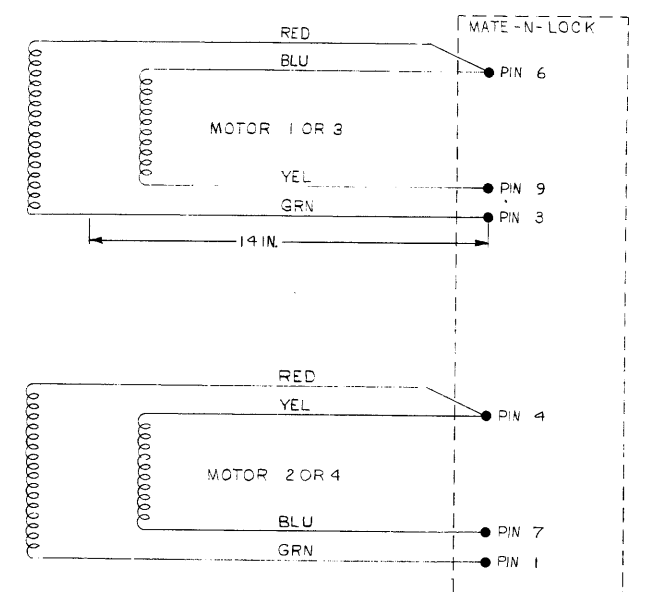 MATE-N-LOCK
RED
BLU
PIN 6
MOTOR 1 OR 3
YEL
PIN 9
GRN
PIN 3
14 IN.
RED
YEL
PIN 4
MOTOR 2 OR 4
BLU
PIN 7
GRN
PIN 1